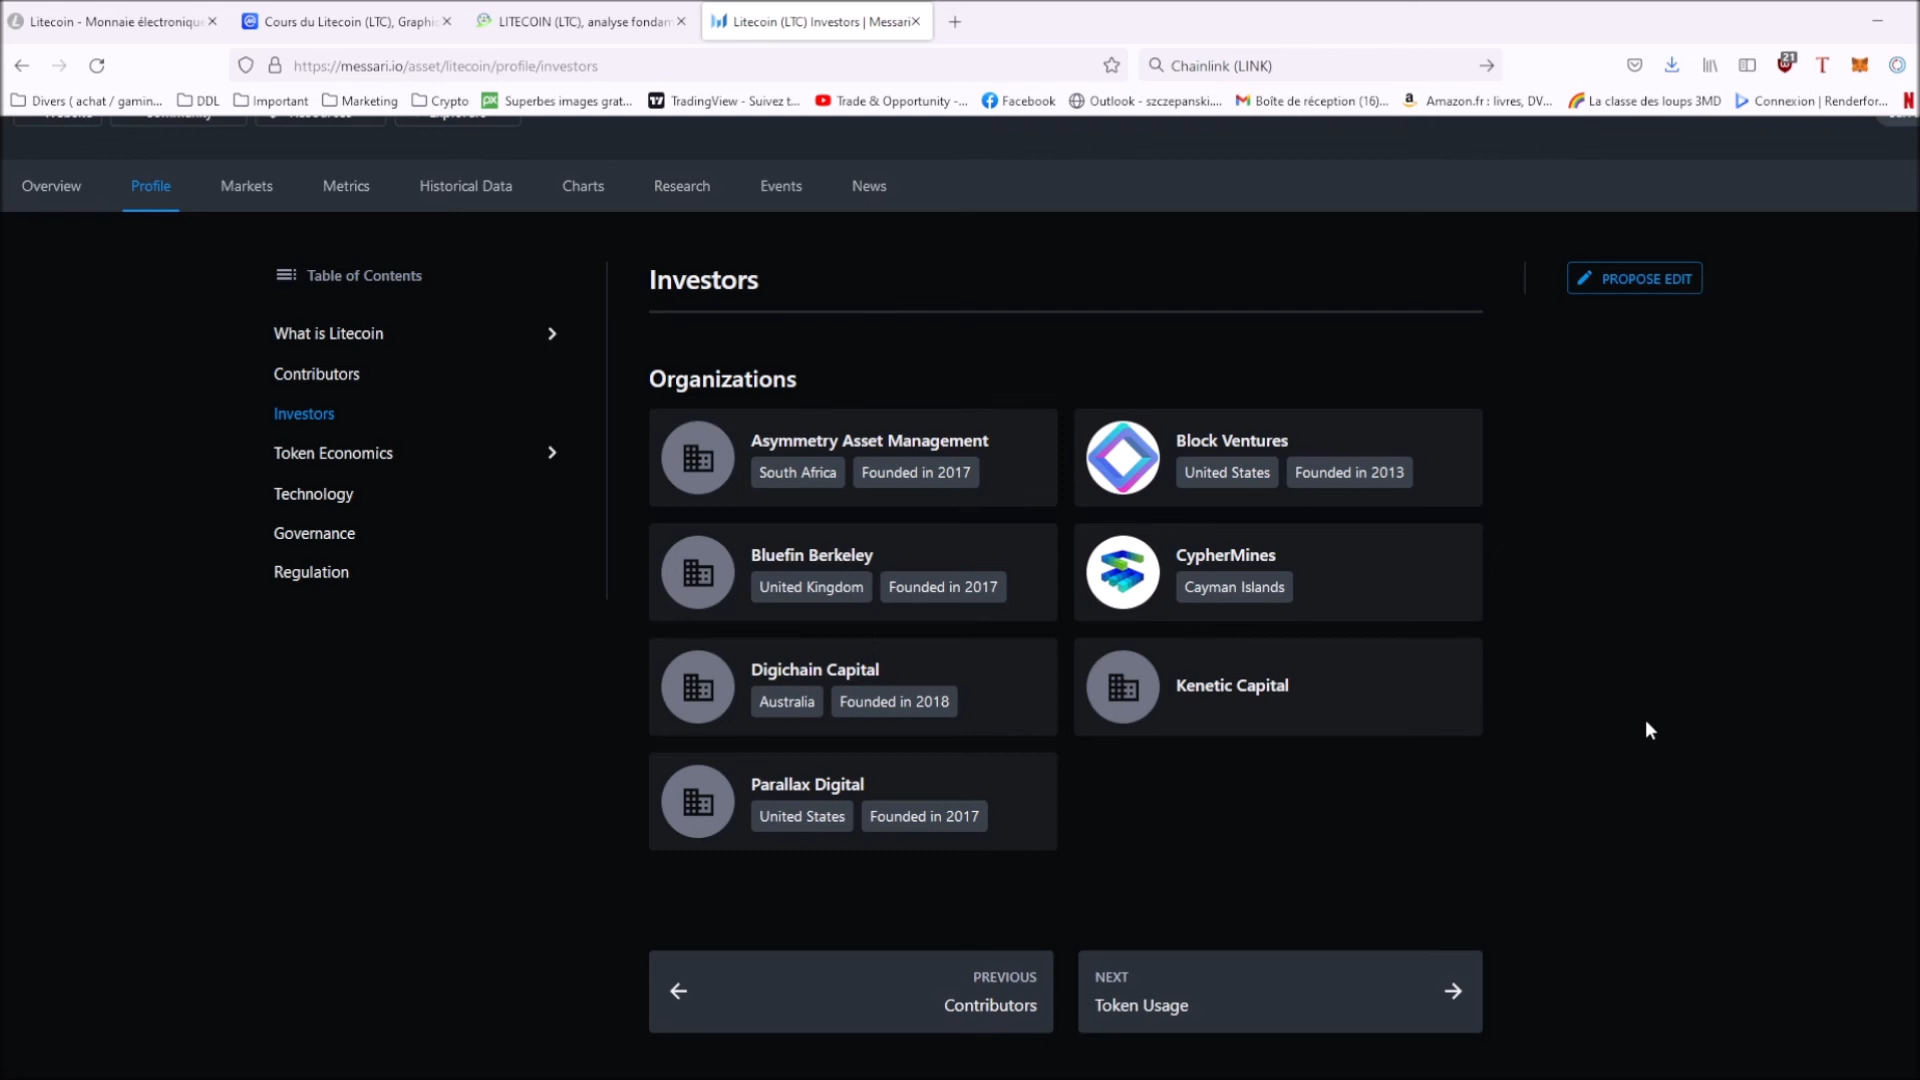 Litecoin - Monnaie électroniqu
Cours du Litecoin (LTC), Graphi
LITECOIN (LTC), analyse fondam
Litecoin (LTC) Investors | Messari
https://messari.io/asset/litecoin/profile/investors
Chainlink (LINK)
21
Divers ( achat / gamin...
DDL
Important
Marketing
Crypto
px
Superbes images grat...
17
TradingView - Suivez t...
Trade & Opportunity -...
Facebook
Outlook - szczepanski....
Boîte de réception (16)...
Amazon.fr : livres, DV...
La classe des loups 3MD
Connexion | Renderfor...
N
Overview
Profile
Markets
Metrics
Historical Data
Charts
Research
Events
News
Table of Contents
What is Litecoin
Contributors
Investors
Token Economics
Technology
Governance
Regulation
Investors
PROPOSE EDIT
Organizations
Asymmetry Asset Management
South Africa
Founded in 2017
Block Ventures
United States
Founded in 2013
Bluefin Berkeley
United Kingdom
Founded in 2017
CypherMines
Cayman Islands
Digichain Capital
Australia
Founded in 2018
Kenetic Capital
Parallax Digital
United States
Founded in 2017
PREVIOUS
Contributors
NEXT
Token Usage